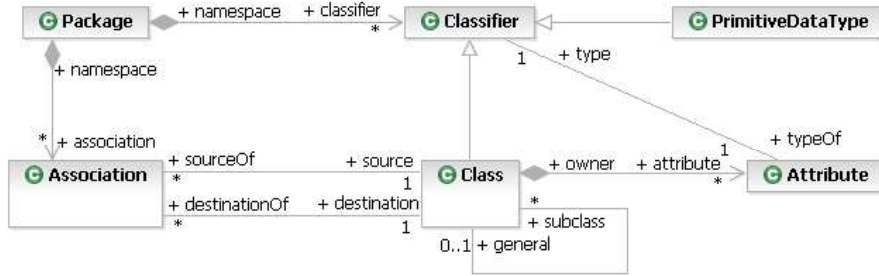 Package + namespace + classifier * Classifier PrimitiveDataType
+ namespace 1 + type
* + association + typeOf
1
Association + sourceOf * + source 1 Class + owner + attribute * Attribute
+ destinationOf * + destination 1 *
+ subclass
0..1 + general